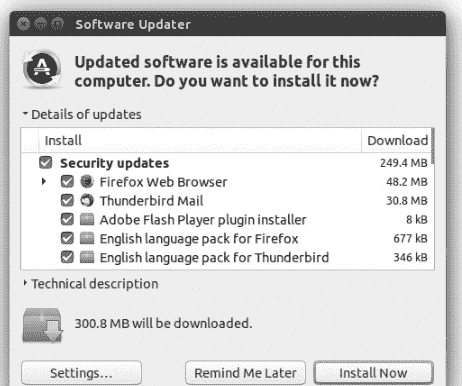 Software Updater
Updated software is available for this
computer. Do you want to install it now?
Details of updates
Install Download
Security updates 249.4 MB
Firefox Web Browser 48.2 MB
Thunderbird Mail 30.8 MB
Adobe Flash Player plugin installer 8 kB
English language pack for Firefox 677 kB
English language pack for Thunderbird 346 kB
Technical description
300.8 MB will be downloaded.
Settings... Remind Me Later Install Now